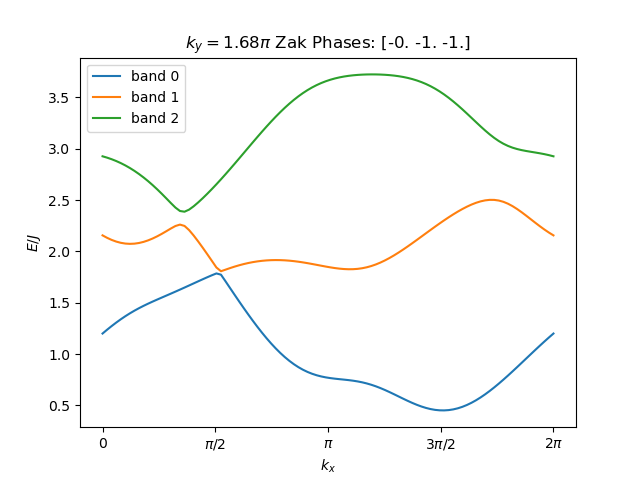 k_y = 1.68π Zak Phases: [-0. -1. -1.]
band 0
band 1
band 2
3.5
3.0
2.5
2.0
1.5
1.0
0.5
E/J
0 π/2 π 3π/2 2π
k_x